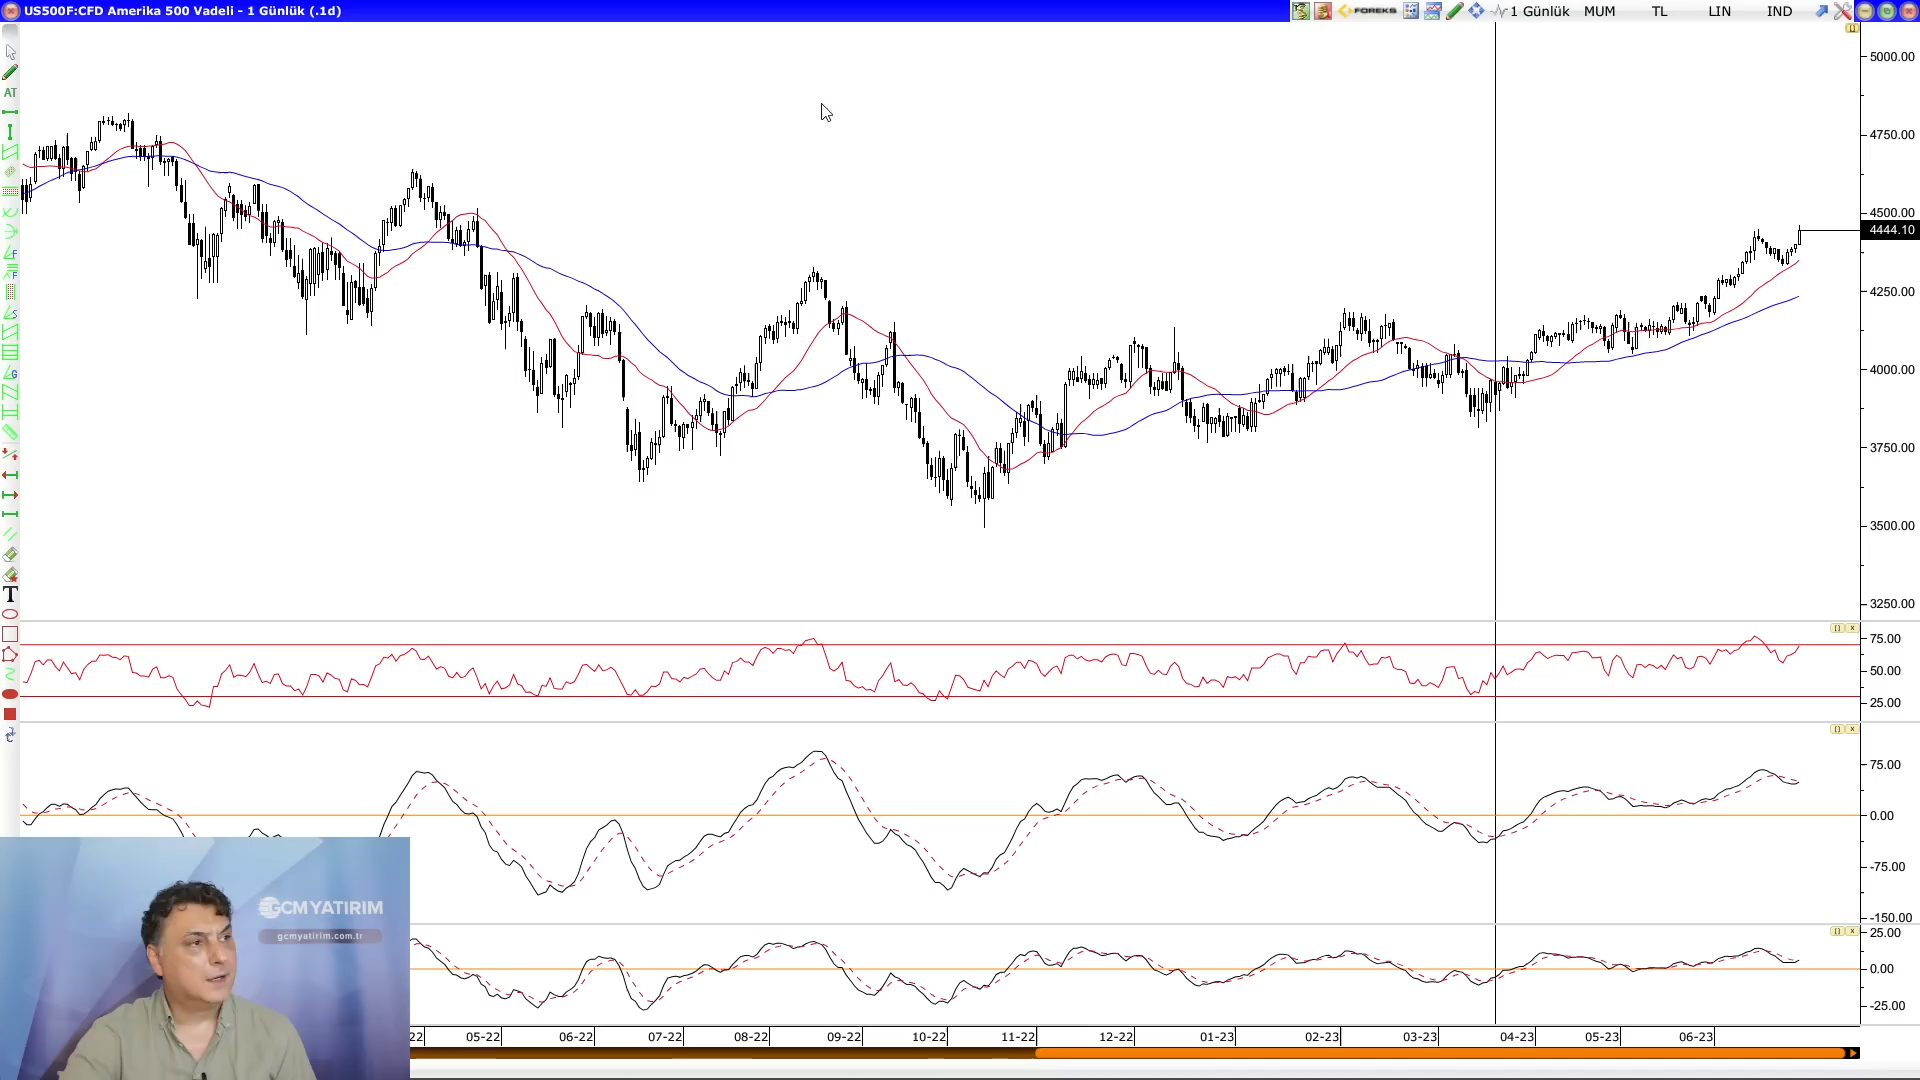 US500F:CFD Amerika 500 Vadeli - 1 Günlük (.1d)
FOREKS
1 Günlük
MUM
TL
LIN
IND
AT
5000.00
4750.00
4500.00
4444.10
4250.00
4000.00
3750.00
3500.00
3250.00
75.00
50.00
25.00
75.00
0.00
-75.00
-150.00
25.00
0.00
-25.00
GCM YATIRIM
gcmyatirim.com.tr
22
05-22
06-22
07-22
08-22
09-22
10-22
11-22
12-22
01-23
02-23
03-23
04-23
05-23
06-23
F
F
S
G
T